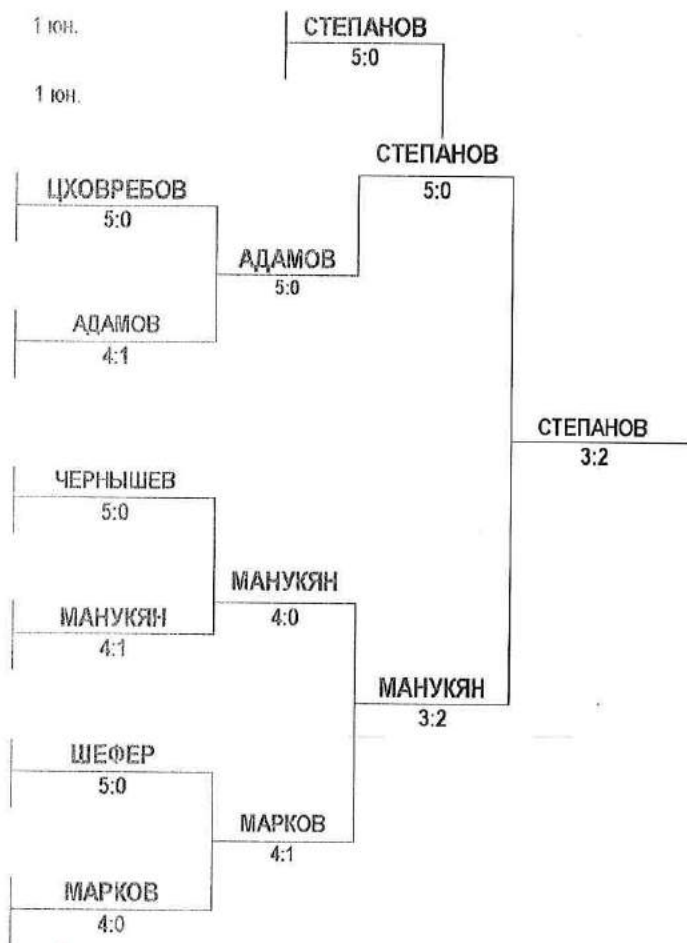 1 юн.
СТЕПАНОВ
5:0
1 юн.
СТЕПАНОВ
5:0
ЦХОВРЕБОВ
5:0
АДАМОВ
5:0
АДАМОВ
4:1
СТЕПАНОВ
3:2
ЧЕРНЫШЕВ
5:0
МАНУКЯН
4:0
МАНУКЯН
4:1
МАНУКЯН
3:2
ШЕФЕР
5:0
МАРКОВ
4:1
МАРКОВ
4:0